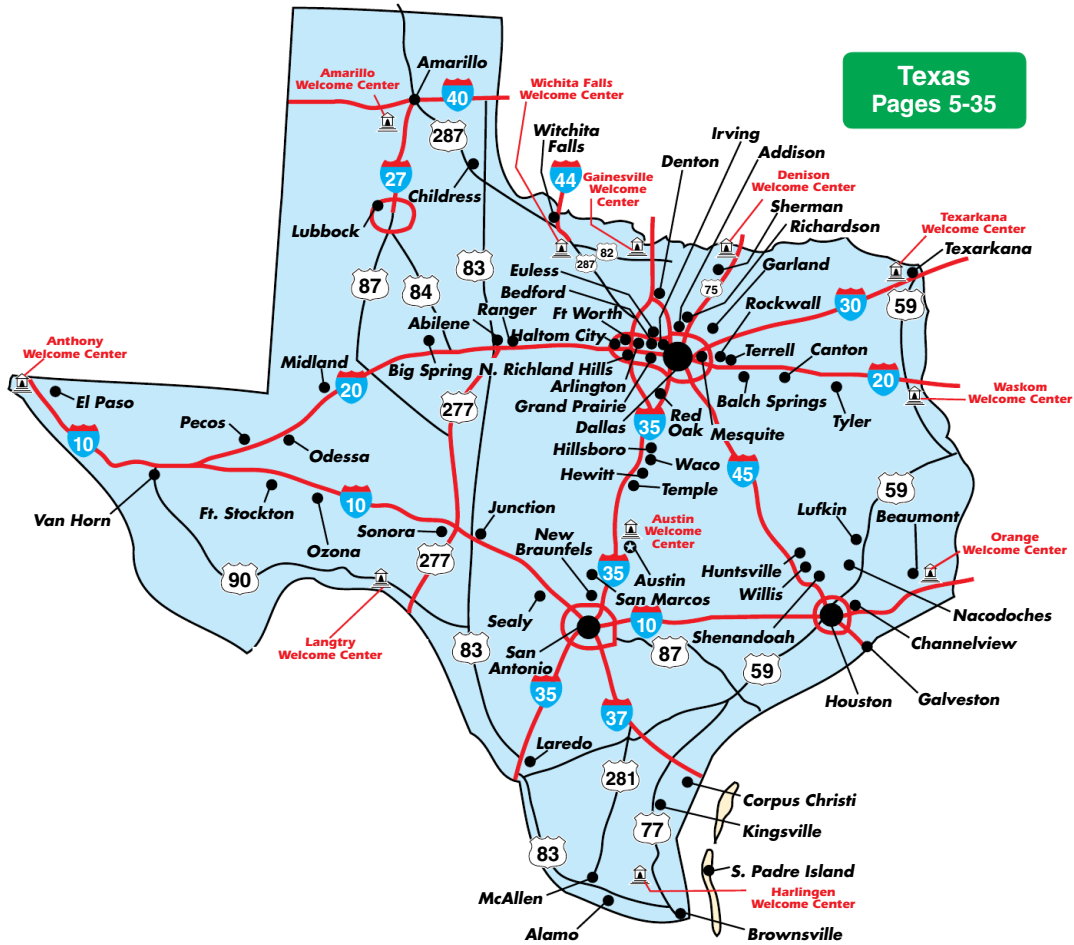 Texas
Pages 5-35
Amarillo
Amarillo
Welcome Center
40
287
Wichita Falls
Welcome Center
Witchita
Falls
44
Irving
Addison
Denton
Gainesville
Welcome
Center
Denison
Welcome Center
Sherman
Richardson
Texarkana
Welcome Center
Texarkana
27
Childress
Lubbock
82
287
75
Garland
87
84
83
Euless
Bedford
Ft Worth
Haltom City
Ranger
Abilene
Rockwall
30
59
Anthony
Welcome Center
El Paso
Midland
20
Big Spring
N. Richland Hills
Arlington
Grand Prairie
Dallas
Terrell
Canton
20
Balch Springs
Tyler
Waskom
Welcome Center
10
Pecos
Odessa
277
35
Red
Oak
Mesquite
Hillsboro
Waco
Hewitt
Temple
45
59
Van Horn
Ft. Stockton
Ozona
10
Sonora
Junction
Austin
Welcome
Center
Lufkin
Beaumont
Orange
Welcome Center
90
277
New
Braunfels
35
Austin
San Marcos
Huntsville
Willis
Nacodoches
Langtry
Welcome Center
Sealy
10
Shenandoah
Channelview
83
San
Antonio
87
59
Houston
Galveston
35
37
Laredo
281
Corpus Christi
77
Kingsville
83
S. Padre Island
McAllen
Harlingen
Welcome Center
Alamo
Brownsville